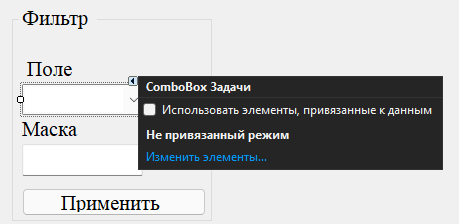 Фильтр
Поле
ComboBox Задачи
Использовать элементы, привязанные к данным
Маска
Не привязанный режим
Изменить элементы...
Применить